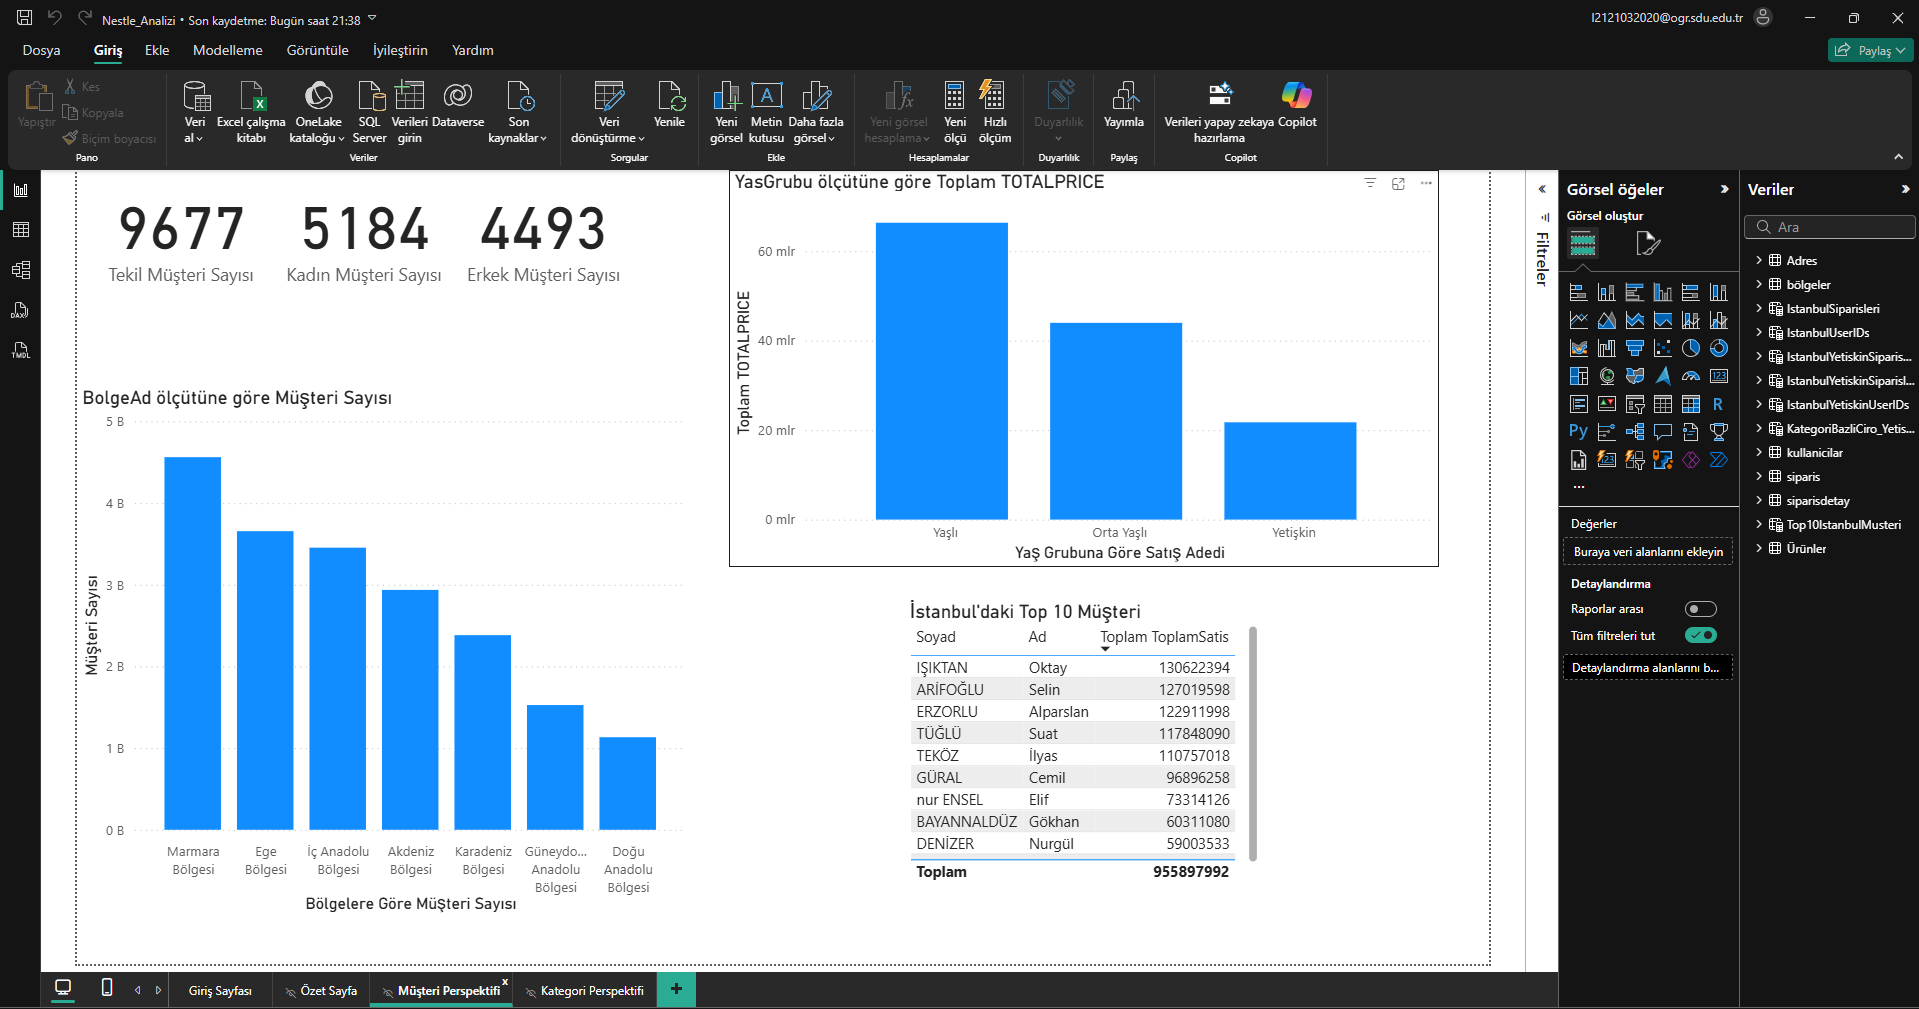 Nestle_Analizi • Son kaydetme: Bugün saat 21:38
l2121032020@ogr.sdu.edu.tr
Dosya
Giriş
Ekle
Modelleme
Görüntüle
İyileştirin
Yardım
Paylaş
Yapıştır
Kes
Kopyala
Biçim boyacısı
Pano
Veri al
Excel çalışma kitabı
OneLake kataloğu
SQL Server
Verileri girin
Dataverse
Son kaynaklar
Veriler
Veri dönüştürme
Yenile
Sorgular
Yeni görsel
Metin kutusu
Daha fazla görsel
Ekle
Yeni görsel hesaplama
Yeni ölçü
Hızlı ölçüm
Hesaplamalar
Duyarlılık
Duyarlılık
Yayımla
Paylaş
Verileri yapay zekaya hazırlama
Copilot
Copilot
9677
Tekil Müşteri Sayısı
5184
Kadın Müşteri Sayısı
4493
Erkek Müşteri Sayısı
BolgeAd ölçütüne göre Müşteri Sayısı
Müşteri Sayısı
5 B
4 B
3 B
2 B
1 B
0 B
Marmara Bölgesi
Ege Bölgesi
İç Anadolu Bölgesi
Akdeniz Bölgesi
Karadeniz Bölgesi
Güneydo... Anadolu Bölgesi
Doğu Anadolu Bölgesi
Bölgelere Göre Müşteri Sayısı
YasGrubu ölçütüne göre Toplam TOTALPRICE
Toplam TOTALPRICE
60 mlr
40 mlr
20 mlr
0 mlr
Yaşlı
Orta Yaşlı
Yetişkin
Yaş Grubuna Göre Satış Adedi
İstanbul'daki Top 10 Müşteri
Soyad Ad Toplam ToplamSatis
IŞIKTAN Oktay 130622394
ARİFOĞLU Selin 127019598
ERZORLU Alparslan 122911998
TÜĞLÜ Suat 117848090
TEKÖZ İlyas 110757018
GÜRAL Cemil 96896258
nur ENSEL Elif 73314126
BAYANNALDÜZ Gökhan 60311080
DENİZER Nurgül 59003533
Toplam 955897992
Filtreler
Görsel öğeler
Görsel oluştur
123
R
Py
123
...
Değerler
Buraya veri alanlarını ekleyin
Detaylandırma
Raporlar arası
Tüm filtreleri tut
Detaylandırma alanlarını b...
Veriler
Ara
Adres
bölgeler
IstanbulSiparisleri
IstanbulUserIDs
IstanbulYetiskinSiparis...
IstanbulYetiskinSiparisl...
IstanbulYetiskinUserIDs
KategoriBazliCiro_Yetis...
kullanicilar
siparis
siparisdetay
Top10IstanbulMusteri
Ürünler
DAX
TMDL
Giriş Sayfası
Özet Sayfa
Müşteri Perspektifi
x
Kategori Perspektifi
+